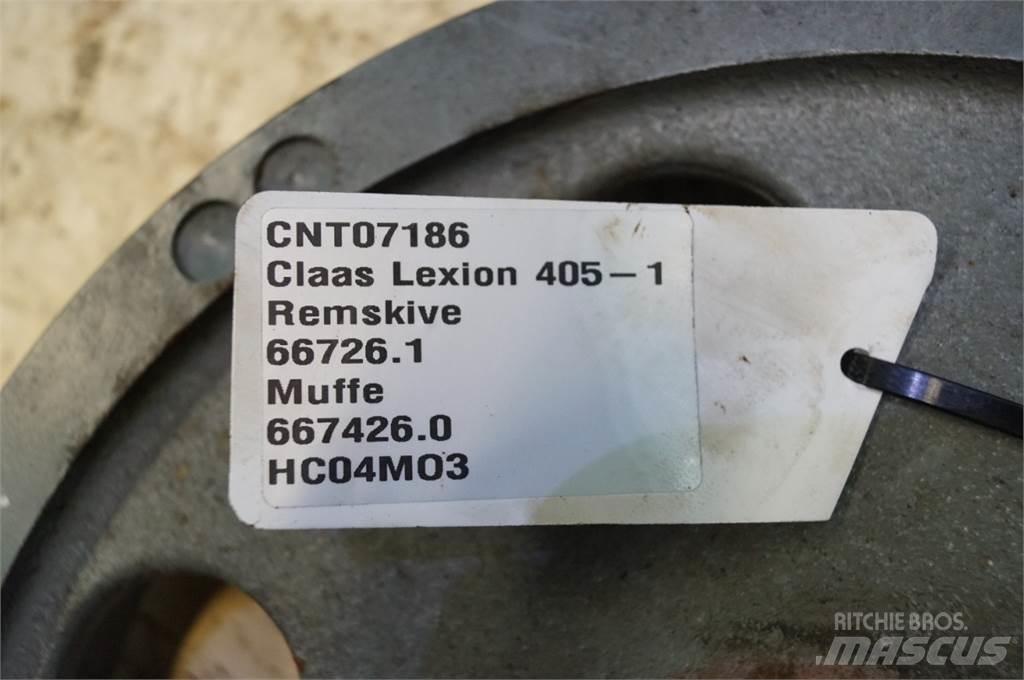 CNT07186
Claas Lexion 405-1
Remskive
66726.1
Muffe
667426.0
HC04M03
RITCHIE BROS.
MASCUS